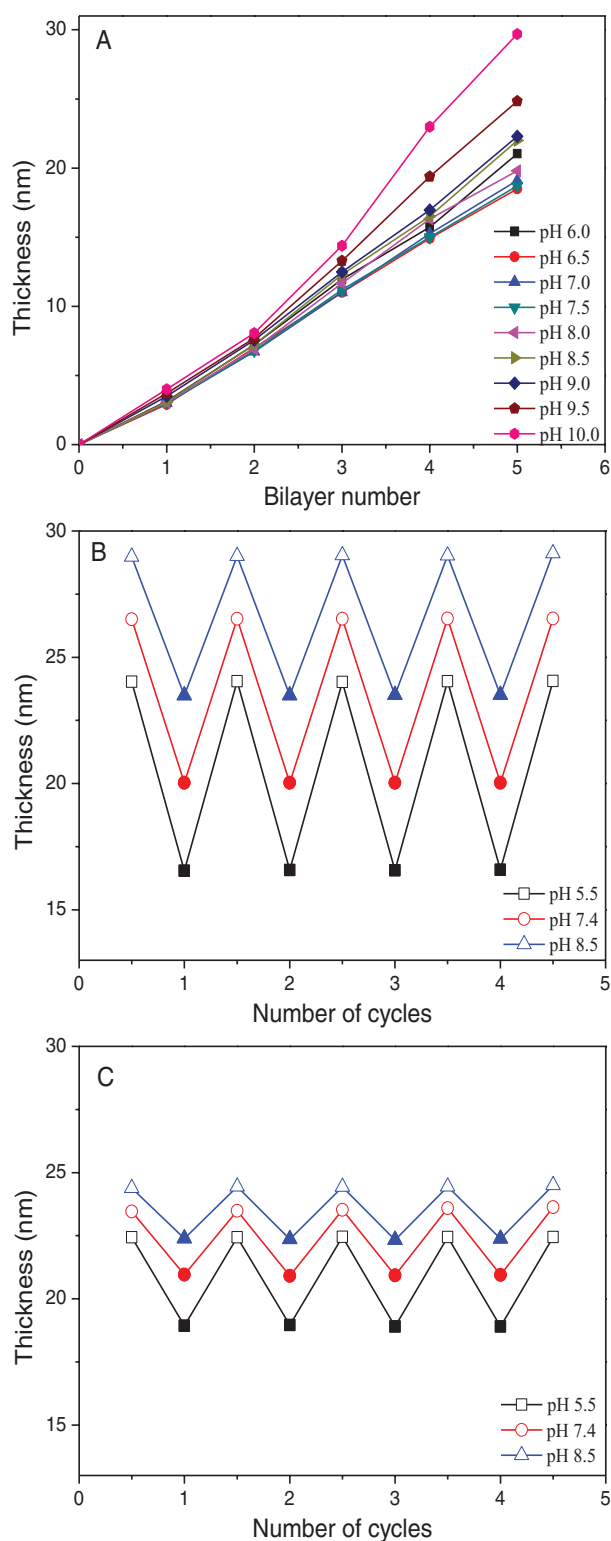 A
30
20
10
0
Thickness (nm)
pH 6.0
pH 6.5
pH 7.0
pH 7.5
pH 8.0
pH 8.5
pH 9.0
pH 9.5
pH 10.0
0 1 2 3 4 5 6
Bilayer number
B
30
25
20
15
Thickness (nm)
pH 5.5
pH 7.4
pH 8.5
0 1 2 3 4 5
Number of cycles
C
30
25
20
15
Thickness (nm)
pH 5.5
pH 7.4
pH 8.5
0 1 2 3 4 5
Number of cycles